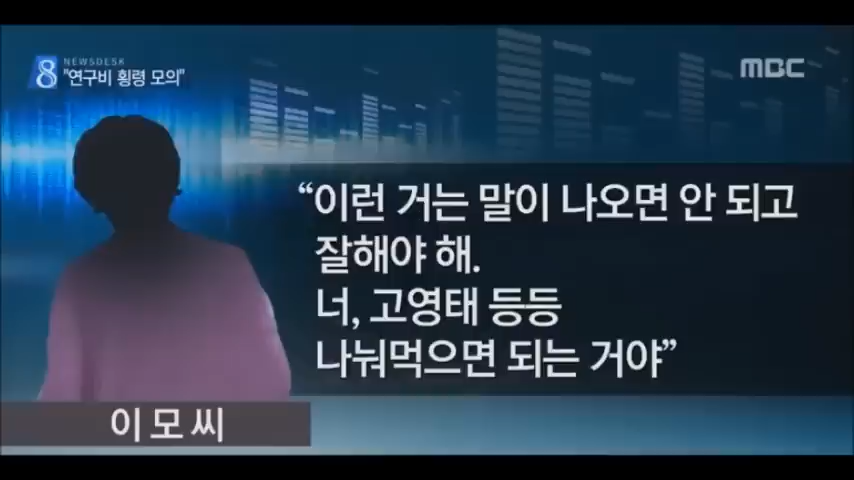 NEWSDESK
8 "연구비 횡령 모의"
MBC
“이런 거는 말이 나오면 안 되고
잘해야 해.
너, 고영태 등등
나눠먹으면 되는 거야”
이 모 씨